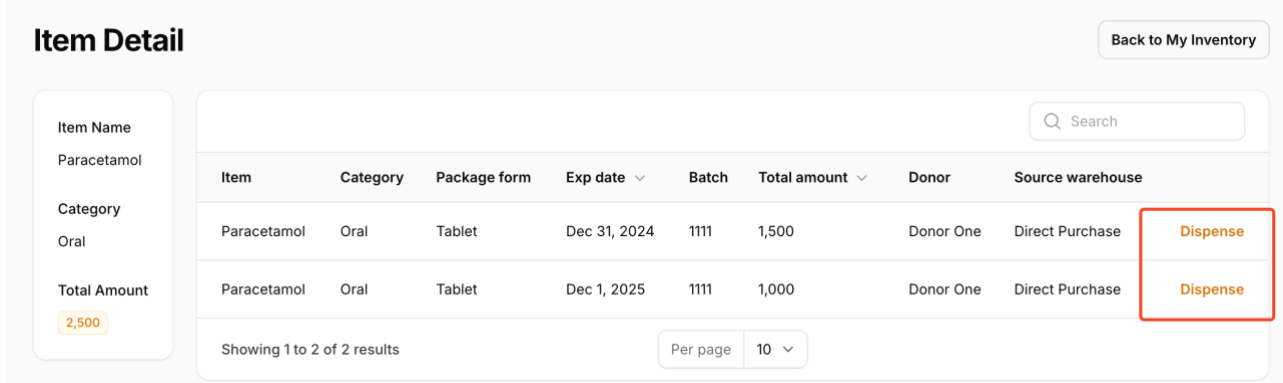 Item Detail
Back to My Inventory
Item Name
Paracetamol
Category
Oral
Total Amount
2,500
Search
Item Category Package form Exp date Batch Total amount Donor Source warehouse
Paracetamol Oral Tablet Dec 31, 2024 1111 1,500 Donor One Direct Purchase Dispense
Paracetamol Oral Tablet Dec 1, 2025 1111 1,000 Donor One Direct Purchase Dispense
Showing 1 to 2 of 2 results
Per page 10